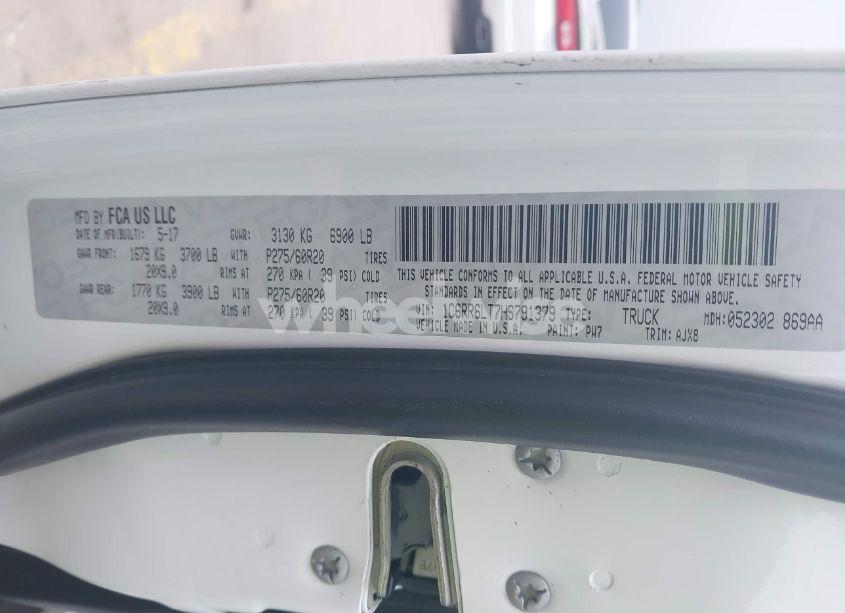 MFD BY FCA US LLC
DATE OF MFR(BUILT): 5-17 GVWR: 3130 KG 6900 LB
GAWR FRONT: 1679 KG 3700 LB WITH P275/60R20 TIRES
20X9.0 RIMS AT 270 KPA ( 39 PSI) COLD
GAWR REAR: 1770 KG 3900 LB WITH P275/60R20 TIRES
20X9.0 RIMS AT 270 KPA ( 39 PSI) COLD
THIS VEHICLE CONFORMS TO ALL APPLICABLE U.S.A. FEDERAL MOTOR VEHICLE SAFETY
STANDARDS IN EFFECT ON THE DATE OF MANUFACTURE SHOWN ABOVE.
VIN: 1C6RR6LT7HS791379 TYPE: TRUCK MDH:052302 869AA
VEHICLE MADE IN U.S.A. PAINT: PW7 TRIM: AJX8
wheelwise